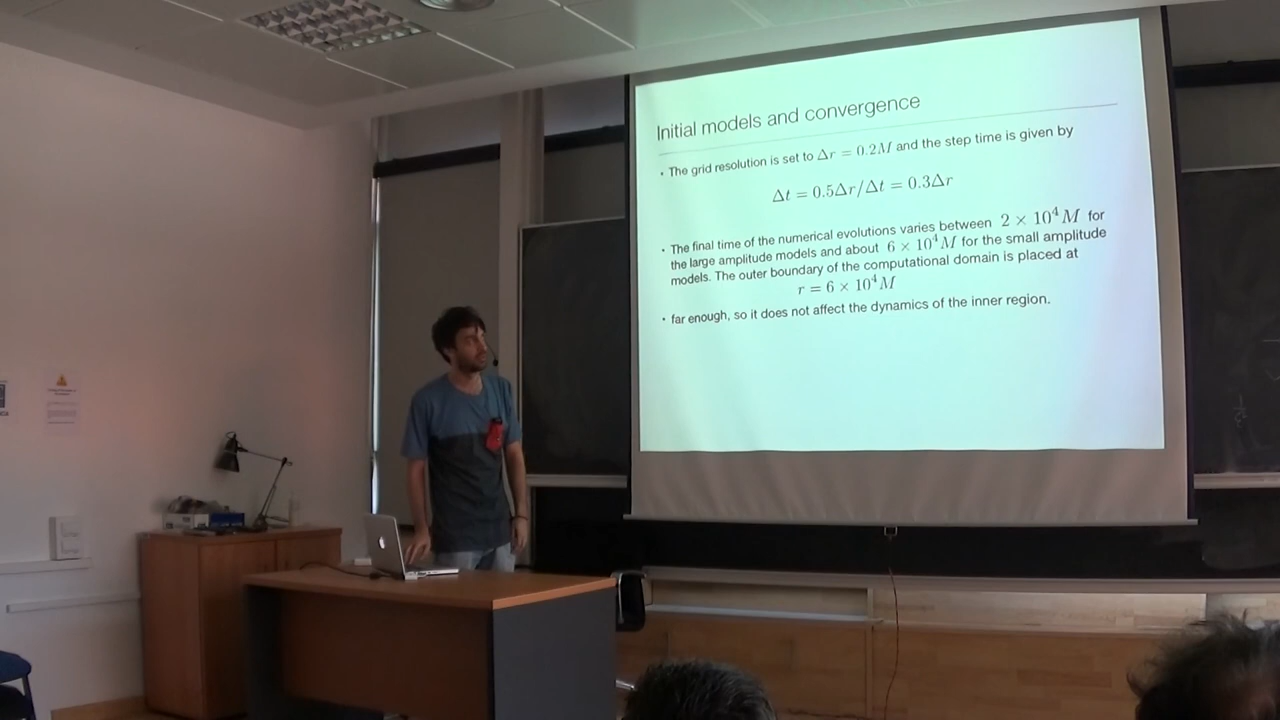 Initial models and convergence
• The grid resolution is set to Δr = 0.2M and the step time is given by
Δt = 0.5Δr/Δt = 0.3Δr
• The final time of the numerical evolutions varies between 2 × 10⁴M for
the large amplitude models and about 6 × 10⁴M for the small amplitude
models. The outer boundary of the computational domain is placed at
r = 6 × 10⁴M
• far enough, so it does not affect the dynamics of the inner region.